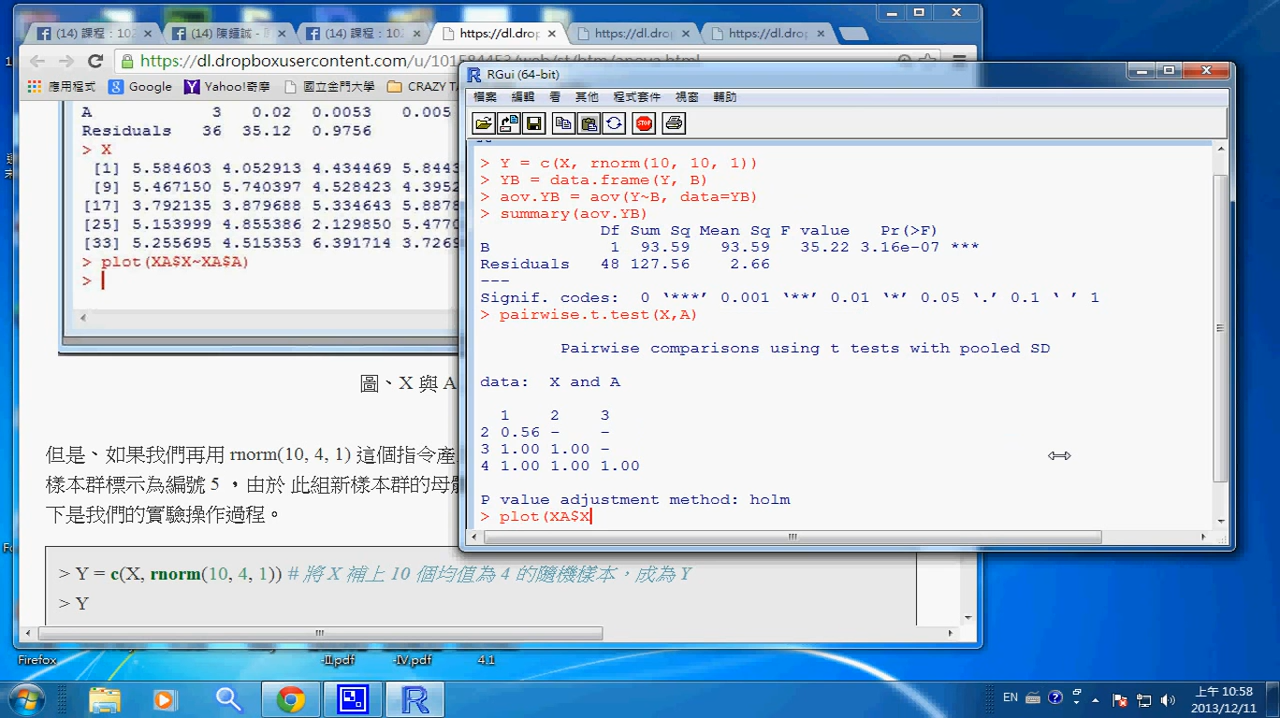 (14) 課程：10
(14) 陳鍾誠 -
(14) 課程：10
https://dl.drop
https://dl.drop
https://dl.drop
https://dl.dropboxusercontent.com/u/101584453/web/st/htm/anova.html
應用程式
Google
Yahoo!奇摩
國立金門大學
CRAZY TA
A 3 0.02 0.0053 0.005
Residuals 36 35.12 0.9756
> X
[1] 5.584603 4.052913 4.434469 5.8443
[9] 5.467150 5.740397 4.528423 4.3952
[17] 3.792135 3.879688 5.334643 5.8878
[25] 5.153999 4.855386 2.129850 5.4770
[33] 5.255695 4.515353 6.391714 3.7269
> plot(XA$X~XA$A)
>
圖、X 與 A
但是、如果我們再用 rnorm(10, 4, 1) 這個指令產
樣本群標示為編號 5 ，由於 此組新樣本群的母體
下是我們的實驗操作過程。
> Y = c(X, rnorm(10, 4, 1)) # 將 X 補上 10 個均值為 4 的隨機樣本，成為 Y
> Y
RGui (64-bit)
檔案 編輯 看 其他 程式套件 視窗 輔助
STOP
> Y = c(X, rnorm(10, 10, 1))
> YB = data.frame(Y, B)
> aov.YB = aov(Y~B, data=YB)
> summary(aov.YB)
Df Sum Sq Mean Sq F value Pr(>F)
B 1 93.59 93.59 35.22 3.16e-07 ***
Residuals 48 127.56 2.66
---
Signif. codes: 0 ‘***’ 0.001 ‘**’ 0.01 ‘*’ 0.05 ‘.’ 0.1 ‘ ’ 1
> pairwise.t.test(X,A)
Pairwise comparisons using t tests with pooled SD
data: X and A
1 2 3
2 0.56 - -
3 1.00 1.00 -
4 1.00 1.00 1.00
P value adjustment method: holm
> plot(XA$X
Firefox
-II.pdf
-IV.pdf
4.1
EN
上午 10:58
2013/12/11